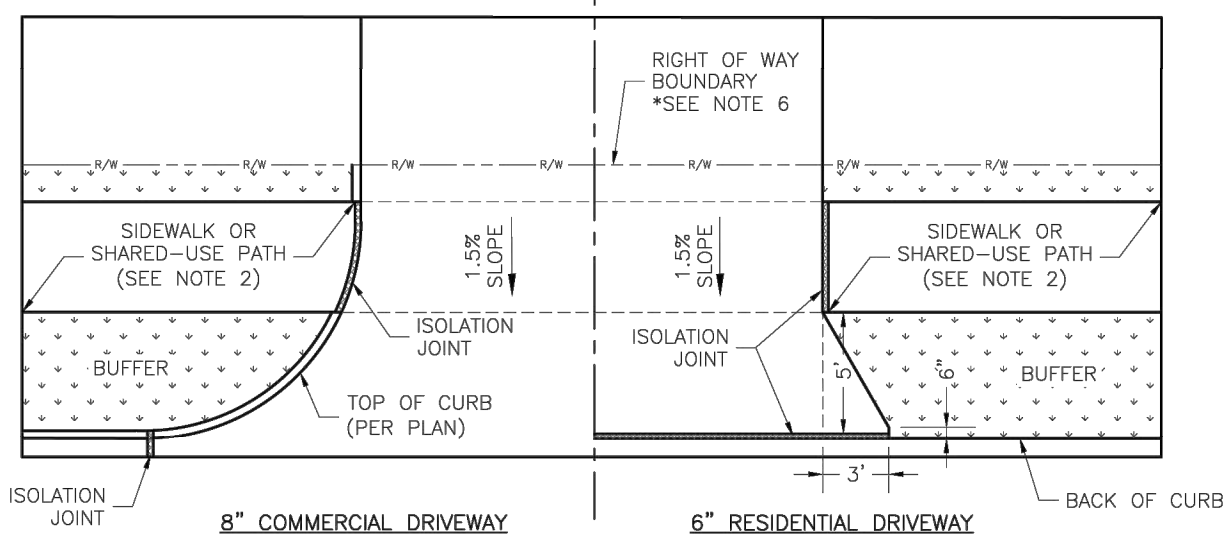 RIGHT OF WAY
BOUNDARY
*SEE NOTE 6
R/W R/W R/W R/W R/W R/W R/W
SIDEWALK OR
SHARED-USE PATH
(SEE NOTE 2)
1.5%
SLOPE
1.5%
SLOPE
SIDEWALK OR
SHARED-USE PATH
(SEE NOTE 2)
ISOLATION
JOINT
ISOLATION
JOINT
BUFFER
5'
6"
BUFFER
TOP OF CURB
(PER PLAN)
3'
ISOLATION
JOINT
BACK OF CURB
8" COMMERCIAL DRIVEWAY
6" RESIDENTIAL DRIVEWAY